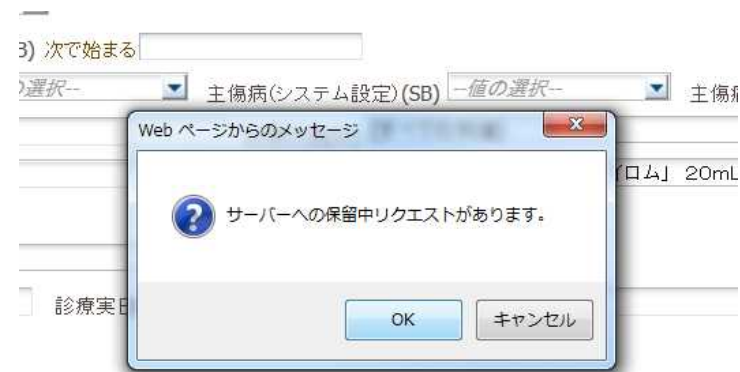 B) 次で始まる
の選択-- 主傷病(システム設定)(SB) --値の選択-- 主傷病
Web ページからのメッセージ
イロム」 20mL
サーバーへの保留中リクエストがあります。
診療実日
OK キャンセル